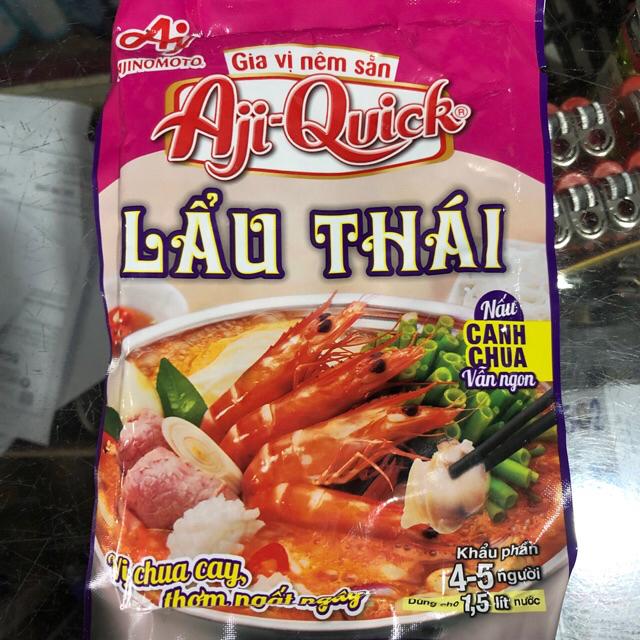 AJINOMOTO
Gia vị nêm sẵn
Aji-Quick®
LẨU THÁI
Nấu
CANH
CHUA
Vẫn ngon
Vị chua cay,
thơm ngất ngây
Khẩu phần
4-5 người
Dùng cho 1,5 lít nước